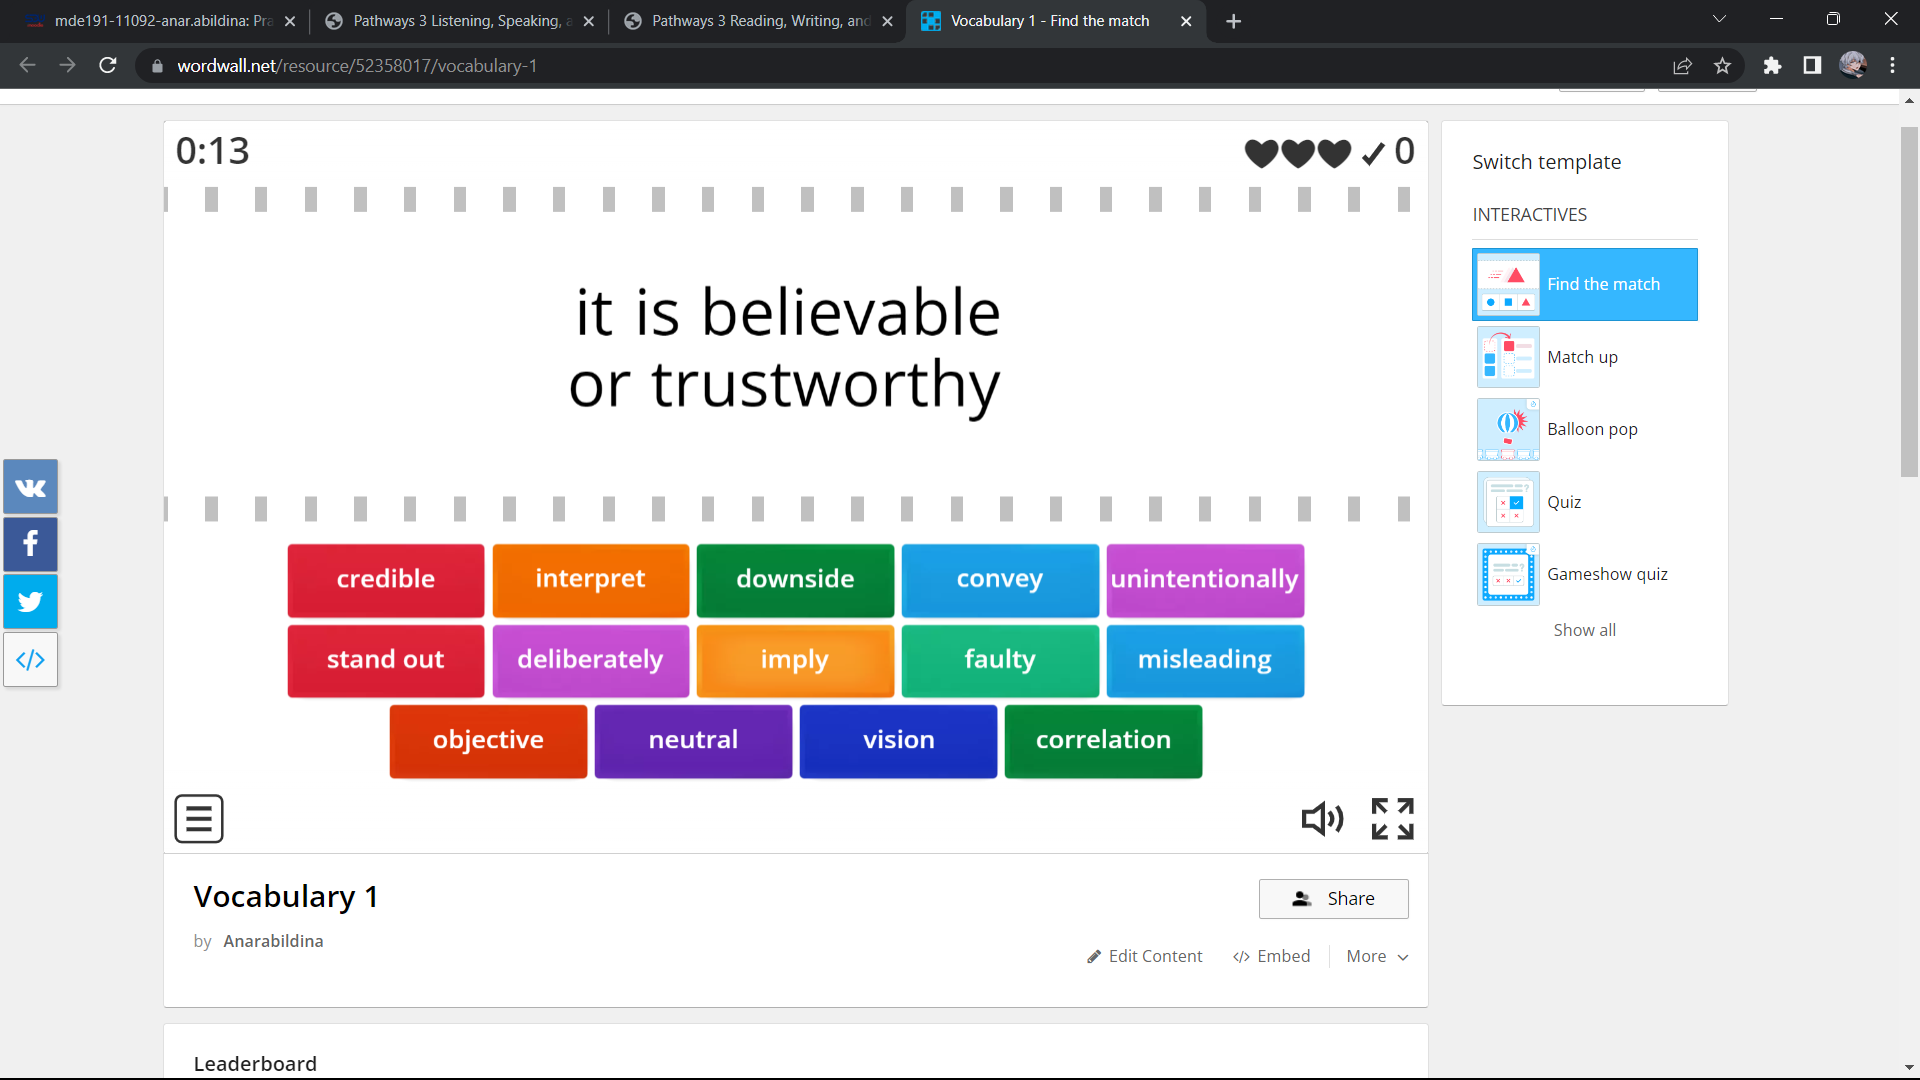 mde191-11092-anar.abildina: Pra
Pathways 3 Listening, Speaking, a
Pathways 3 Reading, Writing, and
Vocabulary 1 - Find the match
wordwall.net/resource/52358017/vocabulary-1
0:13
0
it is believable
or trustworthy
credible
interpret
downside
convey
unintentionally
stand out
deliberately
imply
faulty
misleading
objective
neutral
vision
correlation
Switch template
INTERACTIVES
Find the match
Match up
Balloon pop
Quiz
Gameshow quiz
Show all
Vocabulary 1
by Anarabildina
Share
Edit Content
Embed
More
Leaderboard